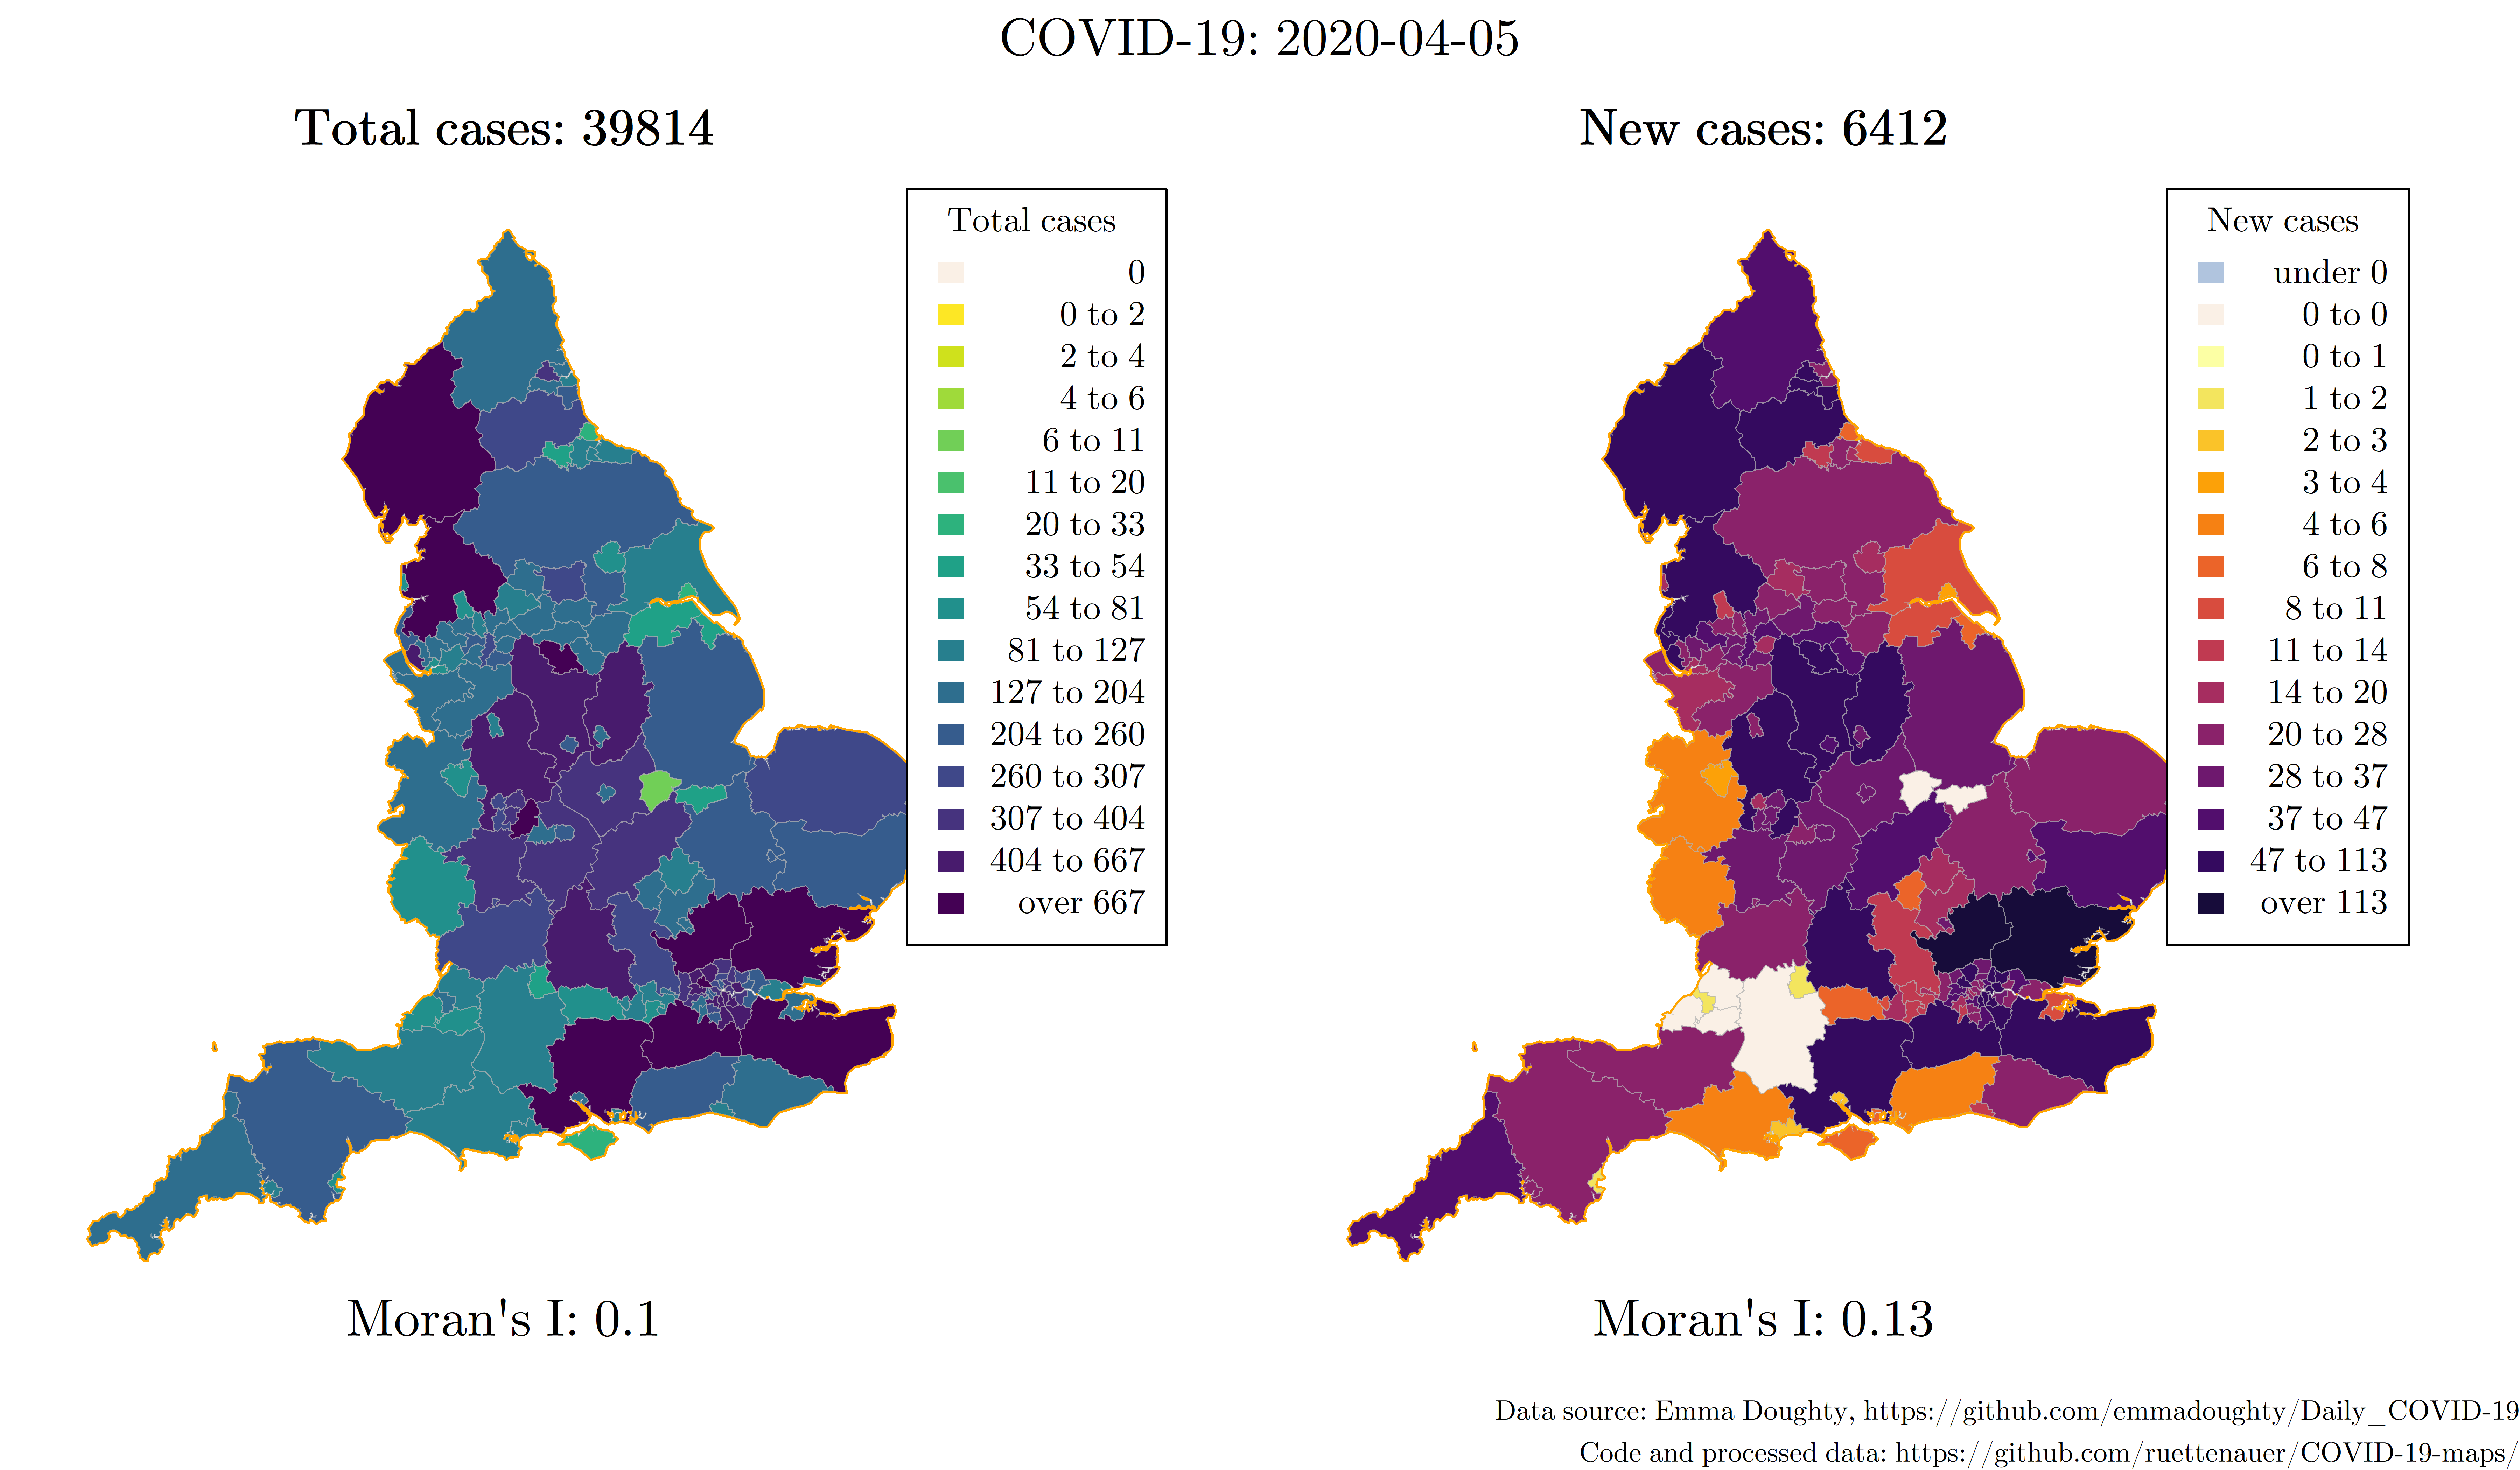 COVID-19: 2020-04-05
Total cases: 39814
Total cases
0
0 to 2
2 to 4
4 to 6
6 to 11
11 to 20
20 to 33
33 to 54
54 to 81
81 to 127
127 to 204
204 to 260
260 to 307
307 to 404
404 to 667
over 667
Moran's I: 0.1
New cases: 6412
New cases
under 0
0 to 0
0 to 1
1 to 2
2 to 3
3 to 4
4 to 6
6 to 8
8 to 11
11 to 14
14 to 20
20 to 28
28 to 37
37 to 47
47 to 113
over 113
Moran's I: 0.13
Data source: Emma Doughty, https://github.com/emmadoughty/Daily_COVID-19
Code and processed data: https://github.com/ruettenauer/COVID-19-maps/